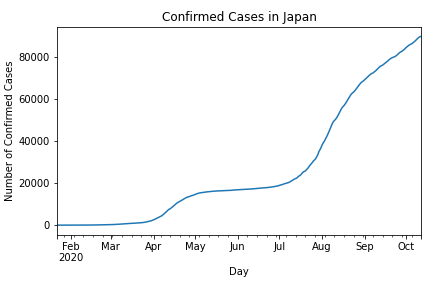 Confirmed Cases in Japan
Number of Confirmed Cases
80000
60000
40000
20000
0
Feb Mar Apr May Jun Jul Aug Sep Oct
2020
Day